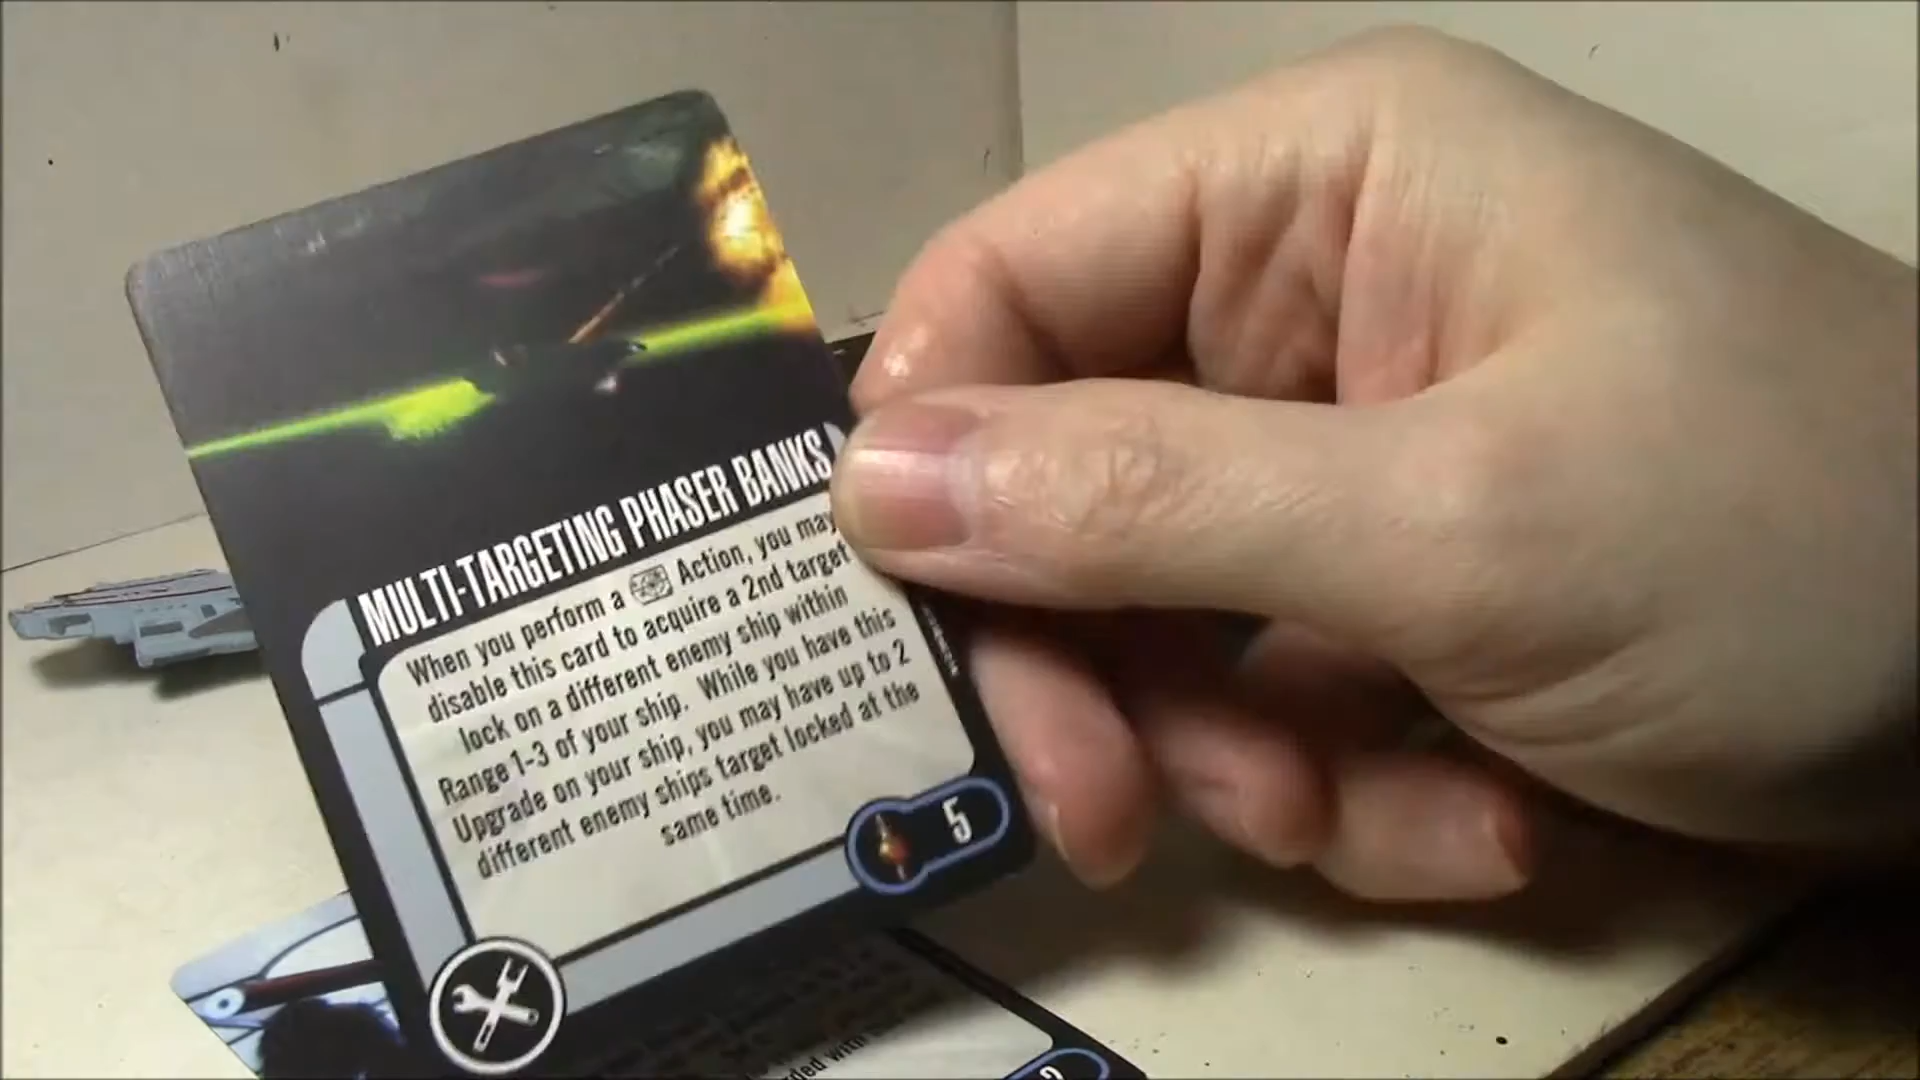 MULTI-TARGETING PHASER BANKS
When you perform a Action, you may
disable this card to acquire a 2nd target
lock on a different enemy ship within
Range 1-3 of your ship. While you have this
Upgrade on your ship, you may have up to 2
different enemy ships target locked at the
same time.
5
with
2